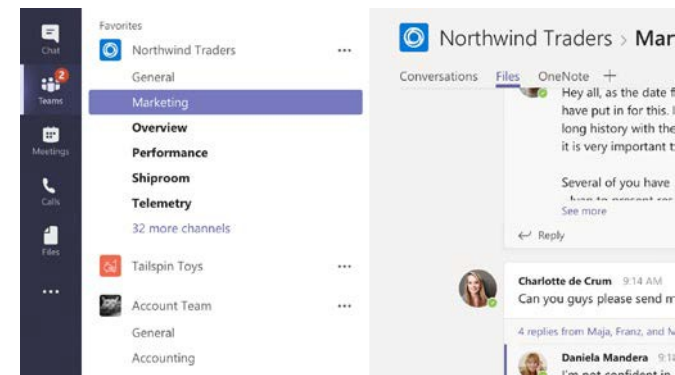 Chat
2
Teams
Meetings
Calls
Files
Favorites
Northwind Traders
General
Marketing
Overview
Performance
Shiproom
Telemetry
32 more channels
Tailspin Toys
Account Team
General
Accounting
Northwind Traders > Mar
Conversations Files OneNote +
Hey all, as the date f
have put in for this.
long history with the
it is very important t
Several of you have
See more
Reply
Charlotte de Crum 9:14 AM
Can you guys please send m
4 replies from Maja, Franz, and
Daniela Mandera 9:1
I'm not confident in